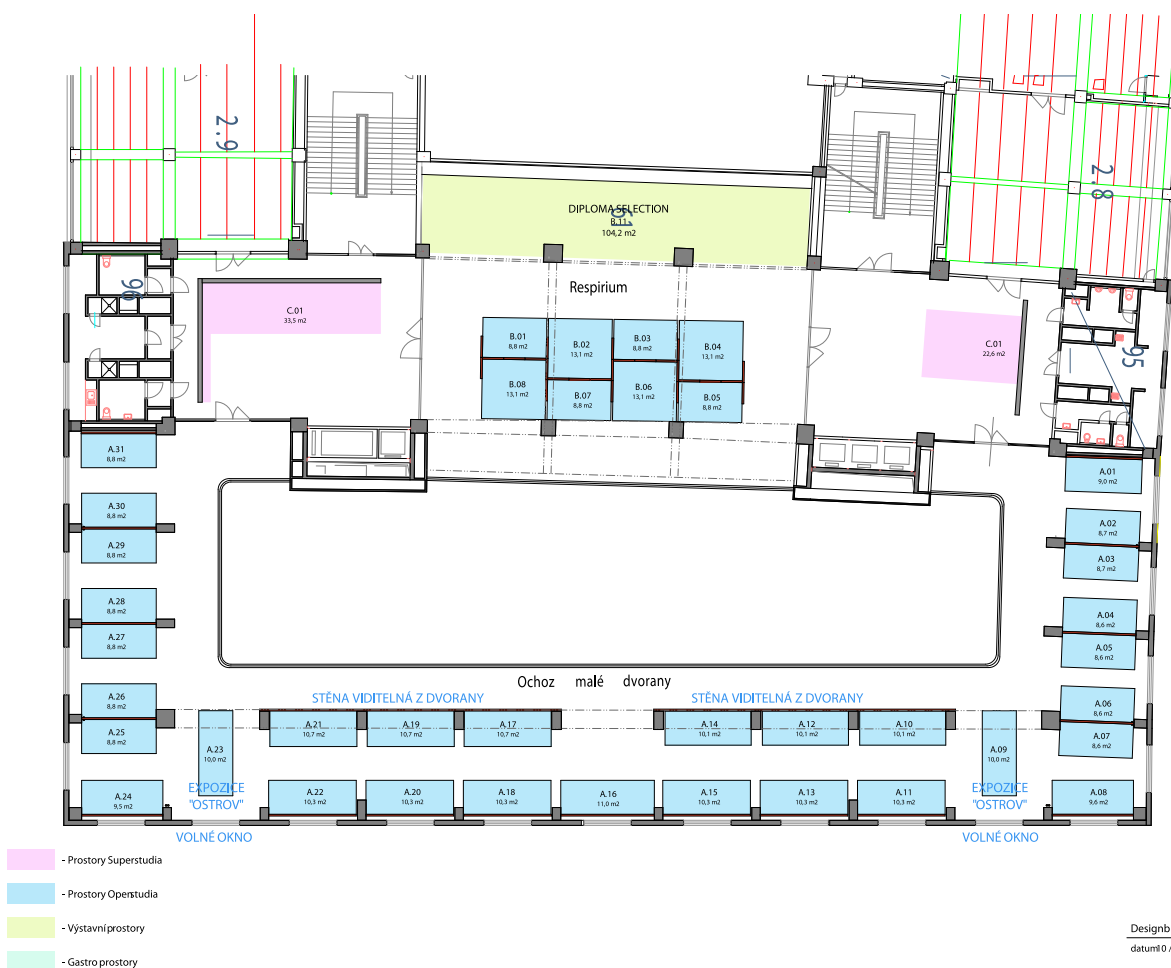 2.9
2.8
DIPLOMA SELECTION
B.11
104,2 m2
61
96
95
Respirium
C.01
33,5 m2
B.01
8,8 m2
B.02
13,1 m2
B.03
8,8 m2
B.04
13,1 m2
C.01
22,6 m2
B.08
13,1 m2
B.07
8,8 m2
B.06
13,1 m2
B.05
8,8 m2
A.31
8,8 m2
A.30
8,8 m2
A.29
8,8 m2
A.28
8,8 m2
A.27
8,8 m2
A.26
8,8 m2
A.25
8,8 m2
A.24
9,5 m2
A.01
9,0 m2
A.02
8,7 m2
A.03
8,7 m2
A.04
8,6 m2
A.05
8,6 m2
A.06
8,6 m2
A.07
8,6 m2
A.08
9,6 m2
Ochoz malé dvorany
STĚNA VIDITELNÁ Z DVORANY
STĚNA VIDITELNÁ Z DVORANY
A.23
10,0 m2
A.21
10,7 m2
A.19
10,7 m2
A.17
10,7 m2
A.14
10,1 m2
A.12
10,1 m2
A.10
10,1 m2
A.09
10,0 m2
EXPOZICE
"OSTROV"
EXPOZICE
"OSTROV"
A.22
10,3 m2
A.20
10,3 m2
A.18
10,3 m2
A.16
11,0 m2
A.15
10,3 m2
A.13
10,3 m2
A.11
10,3 m2
VOLNÉ OKNO
VOLNÉ OKNO
- Prostory Superstudia
- Prostory Openstudia
- Výstavní prostory
- Gastro prostory
Designb
datum10 /